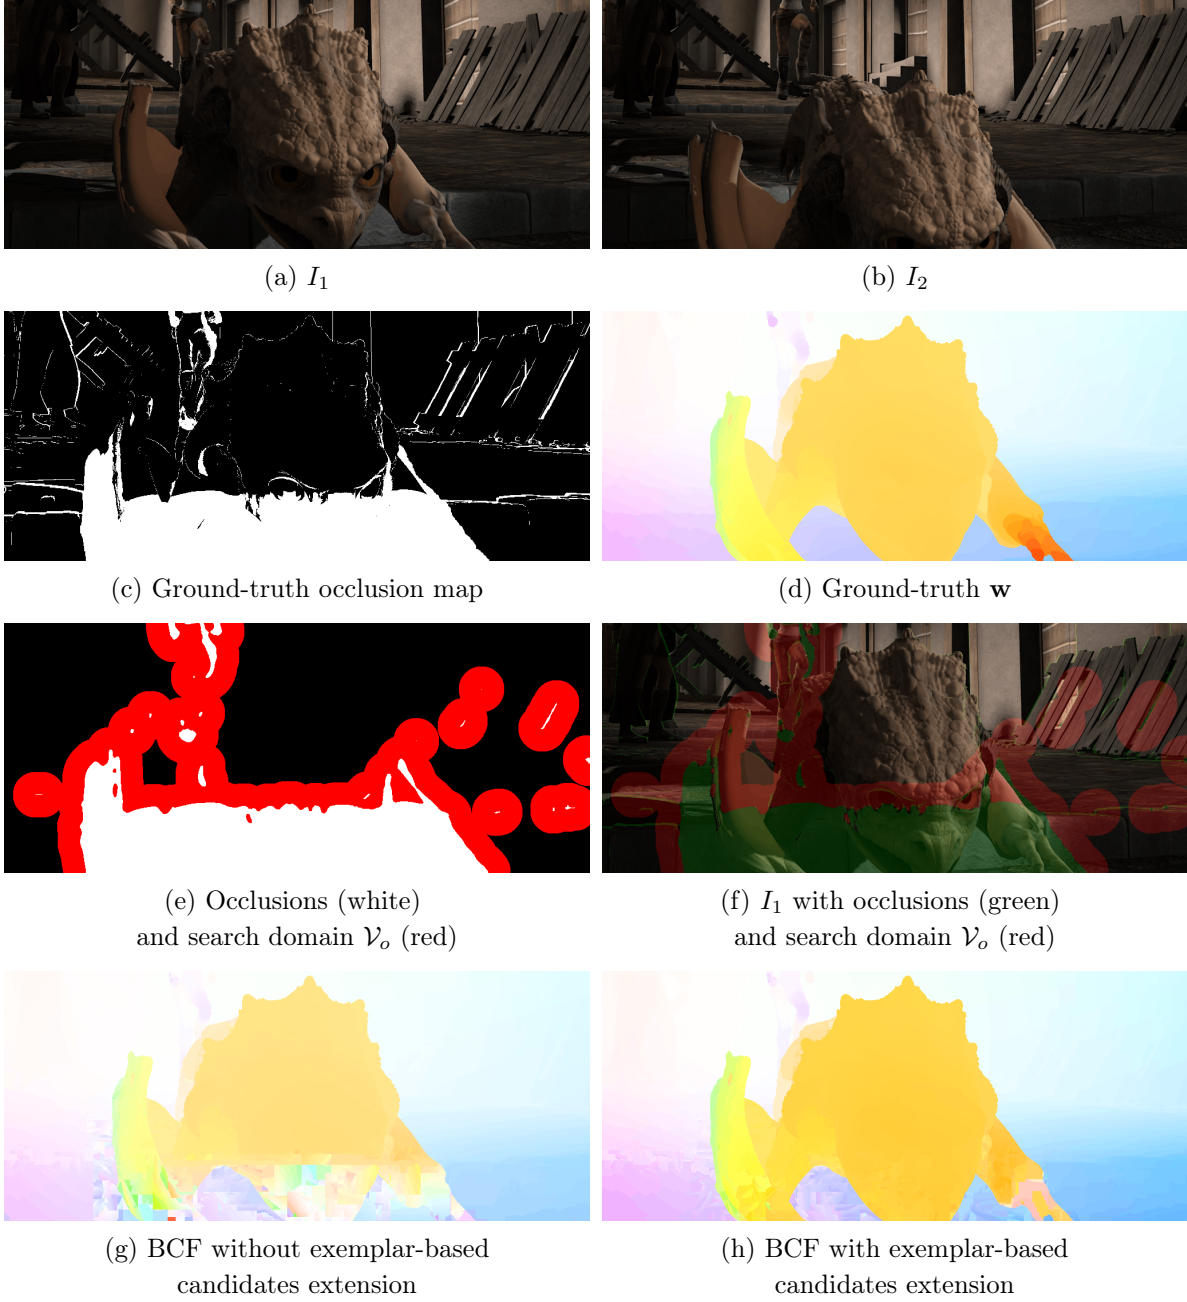 (a) I₁
(b) I₂
(c) Ground-truth occlusion map
(d) Ground-truth w
(e) Occlusions (white)
and search domain 𝒱ₒ (red)
(f) I₁ with occlusions (green)
and search domain 𝒱ₒ (red)
(g) BCF without exemplar-based
candidates extension
(h) BCF with exemplar-based
candidates extension